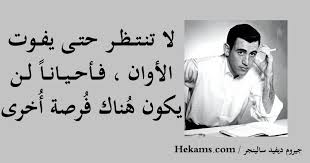 لا تنتظر حتى يفوت
الأوان ، فأحياناً لن
يكون هُناك فُرصة أُخرى
جيروم ديفيد سالينجر / Hekams.com